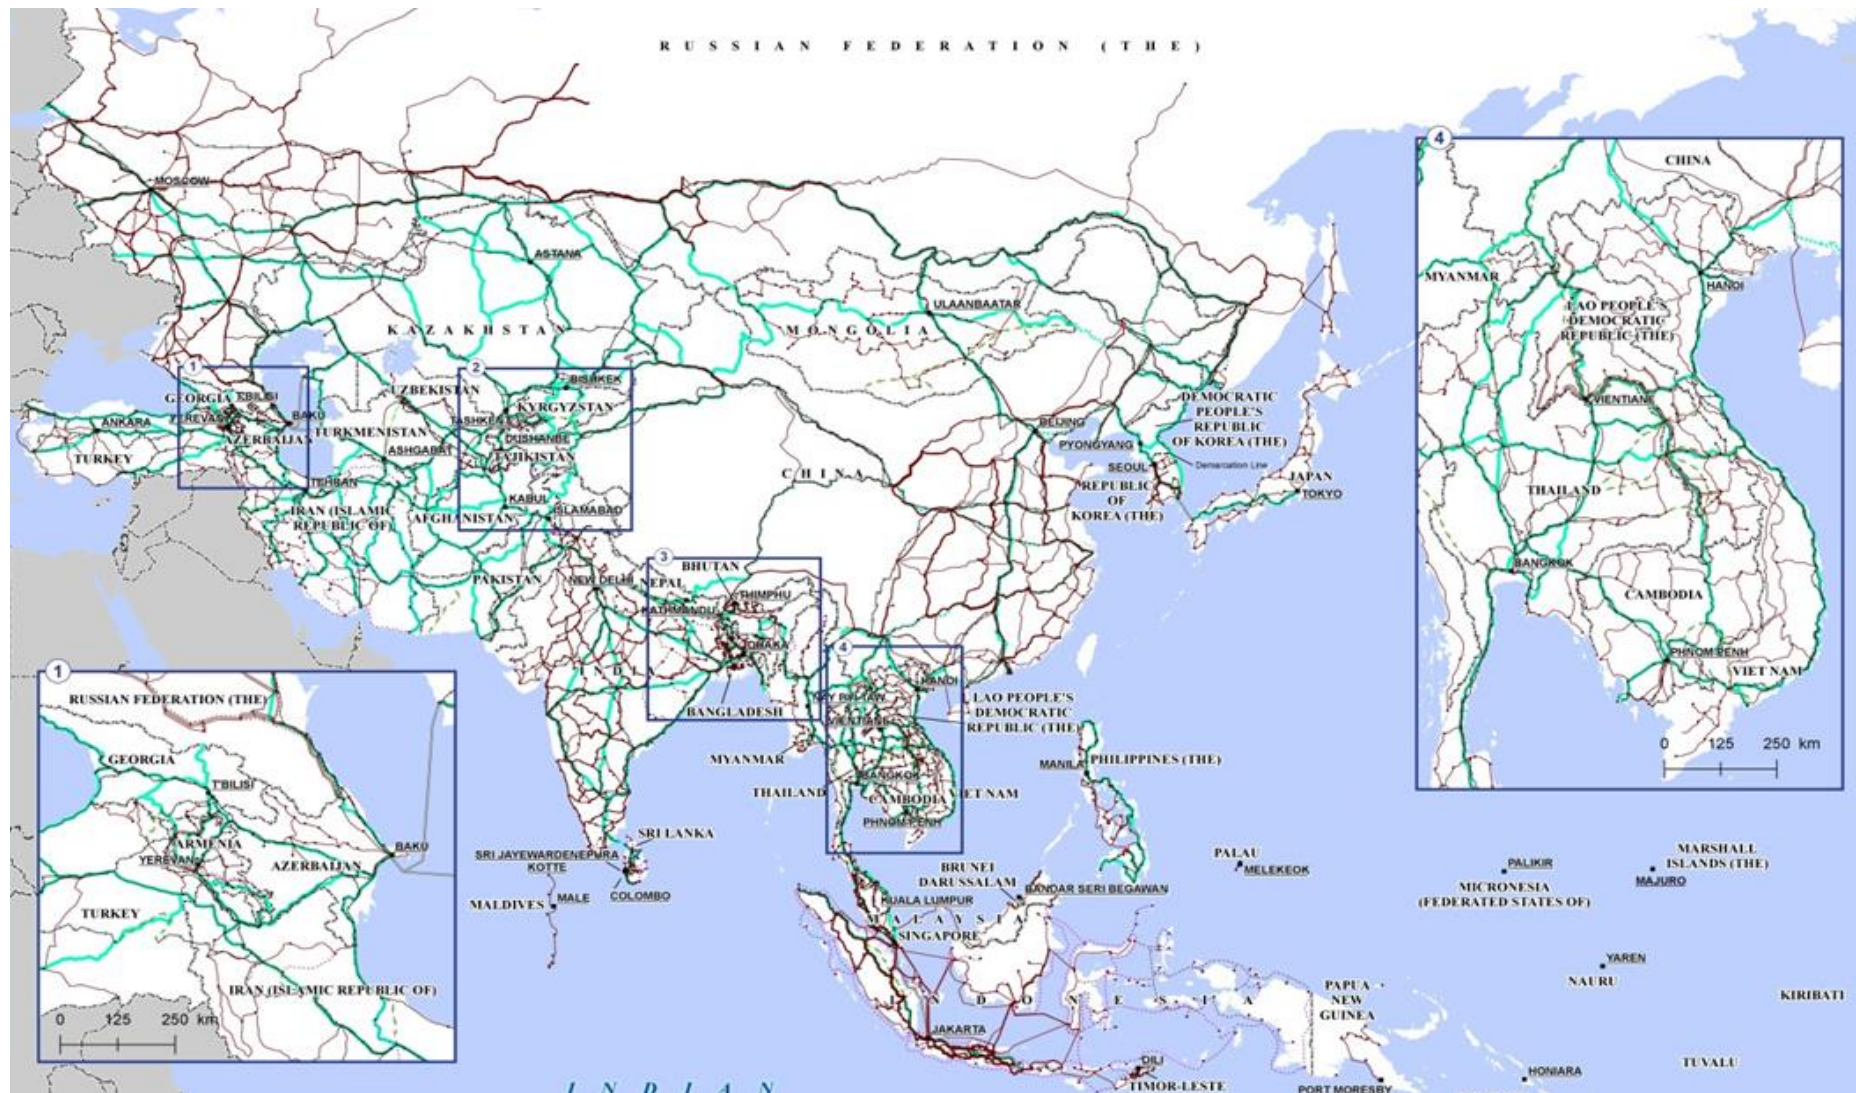 RUSSIAN FEDERATION (THE)
MOSCOW
ASTANA
KAZAKHSTAN
MONGOLIA
ULAANBAATAR
1
GEORGIA
T'BILISI
YEREVAN
BAKU
AZERBAIJAN
ANKARA
TURKEY
UZBEKISTAN
TURKMENISTAN
ASHGABAT
TEHRAN
IRAN (ISLAMIC
REPUBLIC OF)
2
BISHKEK
KYRGYZSTAN
TASHKENT
DUSHANBE
TAJIKISTAN
KABUL
ISLAMABAD
AFGHANISTAN
PAKISTAN
CHINA
BEIJING
PYONGYANG
DEMOCRATIC
PEOPLE'S
REPUBLIC
OF KOREA (THE)
Demarcation Line
SEOUL
REPUBLIC
OF
KOREA (THE)
JAPAN
TOKYO
3
BHUTAN
NEW DELHI
NEPAL
THIMPHU
KATHMANDU
DHAKA
INDIA
BANGLADESH
MYANMAR
THAILAND
4
HANOI
NAY PYI TAW
VIENTIANE
LAO PEOPLE'S
DEMOCRATIC
REPUBLIC (THE)
BANGKOK
CAMBODIA
VIET NAM
PHNOM PENH
MANILA
PHILIPPINES (THE)
SRI LANKA
SRI JAYEWARDENEPURA
KOTTE
COLOMBO
MALDIVES
MALE
BRUNEI
DARUSSALAM
BANDAR SERI BEGAWAN
KUALA LUMPUR
MALAYSIA
SINGAPORE
INDONESIA
JAKARTA
DILI
TIMOR-LESTE
PALAU
MELEKEOK
PALIKIR
MICRONESIA
(FEDERATED STATES OF)
MARSHALL
ISLANDS (THE)
MAJURO
YAREN
NAURU
KIRIBATI
PAPUA
NEW
GUINEA
PORT MORESBY
HONIARA
TUVALU
INDIAN
1
RUSSIAN FEDERATION (THE)
GEORGIA
T'BILISI
ARMENIA
YEREVAN
AZERBAIJAN
BAKU
TURKEY
IRAN (ISLAMIC REPUBLIC OF)
0 125 250 km
4
CHINA
MYANMAR
HANOI
LAO PEOPLE'S
DEMOCRATIC
REPUBLIC (THE)
VIENTIANE
THAILAND
BANGKOK
CAMBODIA
PHNOM PENH
VIET NAM
0 125 250 km